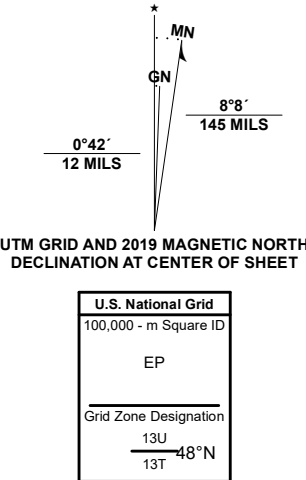 ★
MN
GN
8°8´
145 MILS
0°42´
12 MILS
UTM GRID AND 2019 MAGNETIC NORTH
DECLINATION AT CENTER OF SHEET
U.S. National Grid
100,000 - m Square ID
EP
Grid Zone Designation
13U
48°N
13T